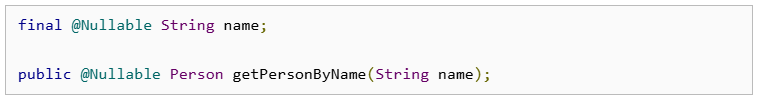 final @Nullable String name;
public @Nullable Person getPersonByName(String name);